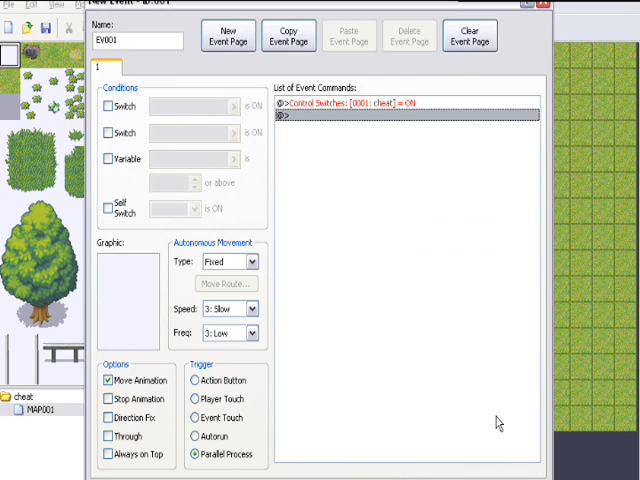 New Event - ID:001
File Edit View
Name:
EV001
New Event Page
Copy Event Page
Paste Event Page
Delete Event Page
Clear Event Page
1
Conditions
Switch is ON
Switch is ON
Variable is
or above
Self Switch is ON
Graphic:
Autonomous Movement
Type: Fixed
Move Route...
Speed: 3: Slow
Freq: 3: Low
Options
Move Animation
Stop Animation
Direction Fix
Through
Always on Top
Trigger
Action Button
Player Touch
Event Touch
Autorun
Parallel Process
List of Event Commands:
@>Control Switches: [0001: cheat] = ON
@>
cheat
MAP001